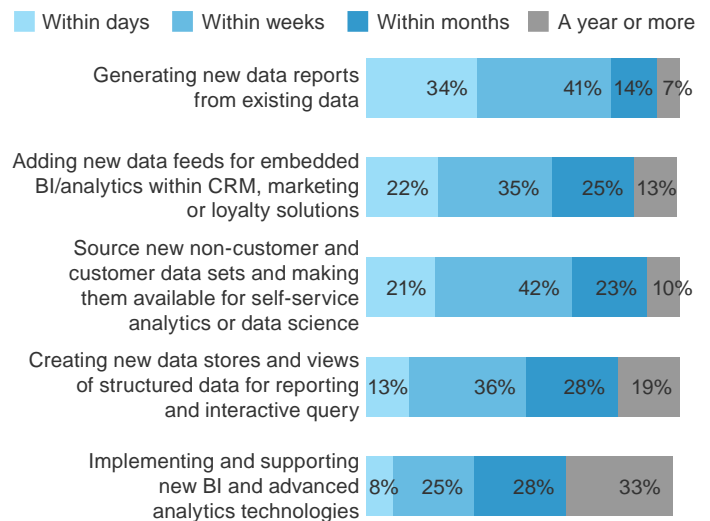 Within days Within weeks Within months A year or more
Generating new data reports
from existing data
34% 41% 14% 7%
Adding new data feeds for embedded
BI/analytics within CRM, marketing
or loyalty solutions
22% 35% 25% 13%
Source new non-customer and
customer data sets and making
them available for self-service
analytics or data science
21% 42% 23% 10%
Creating new data stores and views
of structured data for reporting
and interactive query
13% 36% 28% 19%
Implementing and supporting
new BI and advanced
analytics technologies
8% 25% 28% 33%